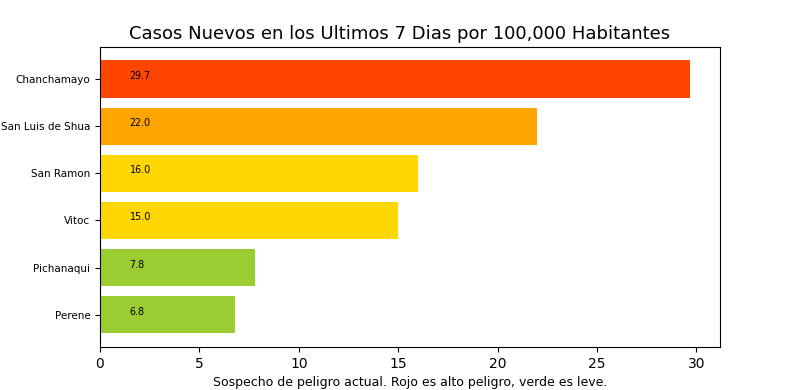 Casos Nuevos en los Ultimos 7 Dias por 100,000 Habitantes
Chanchamayo 29.7
San Luis de Shua 22.0
San Ramon 16.0
Vitoc 15.0
Pichanaqui 7.8
Perene 6.8
0 5 10 15 20 25 30
Sospecho de peligro actual. Rojo es alto peligro, verde es leve.